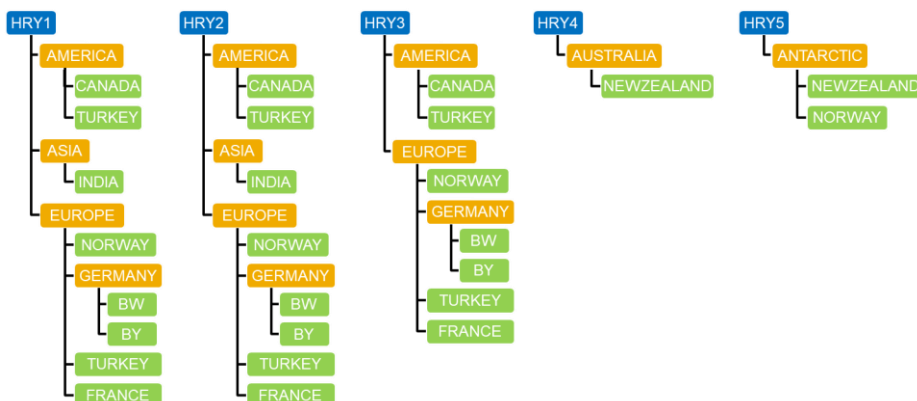 HRY1
AMERICA
CANADA
TURKEY
ASIA
INDIA
EUROPE
NORWAY
GERMANY
BW
BY
TURKEY
FRANCE
HRY2
AMERICA
CANADA
TURKEY
ASIA
INDIA
EUROPE
NORWAY
GERMANY
BW
BY
TURKEY
FRANCE
HRY3
AMERICA
CANADA
TURKEY
EUROPE
NORWAY
GERMANY
BW
BY
TURKEY
FRANCE
HRY4
AUSTRALIA
NEWZEALAND
HRY5
ANTARCTIC
NEWZEALAND
NORWAY